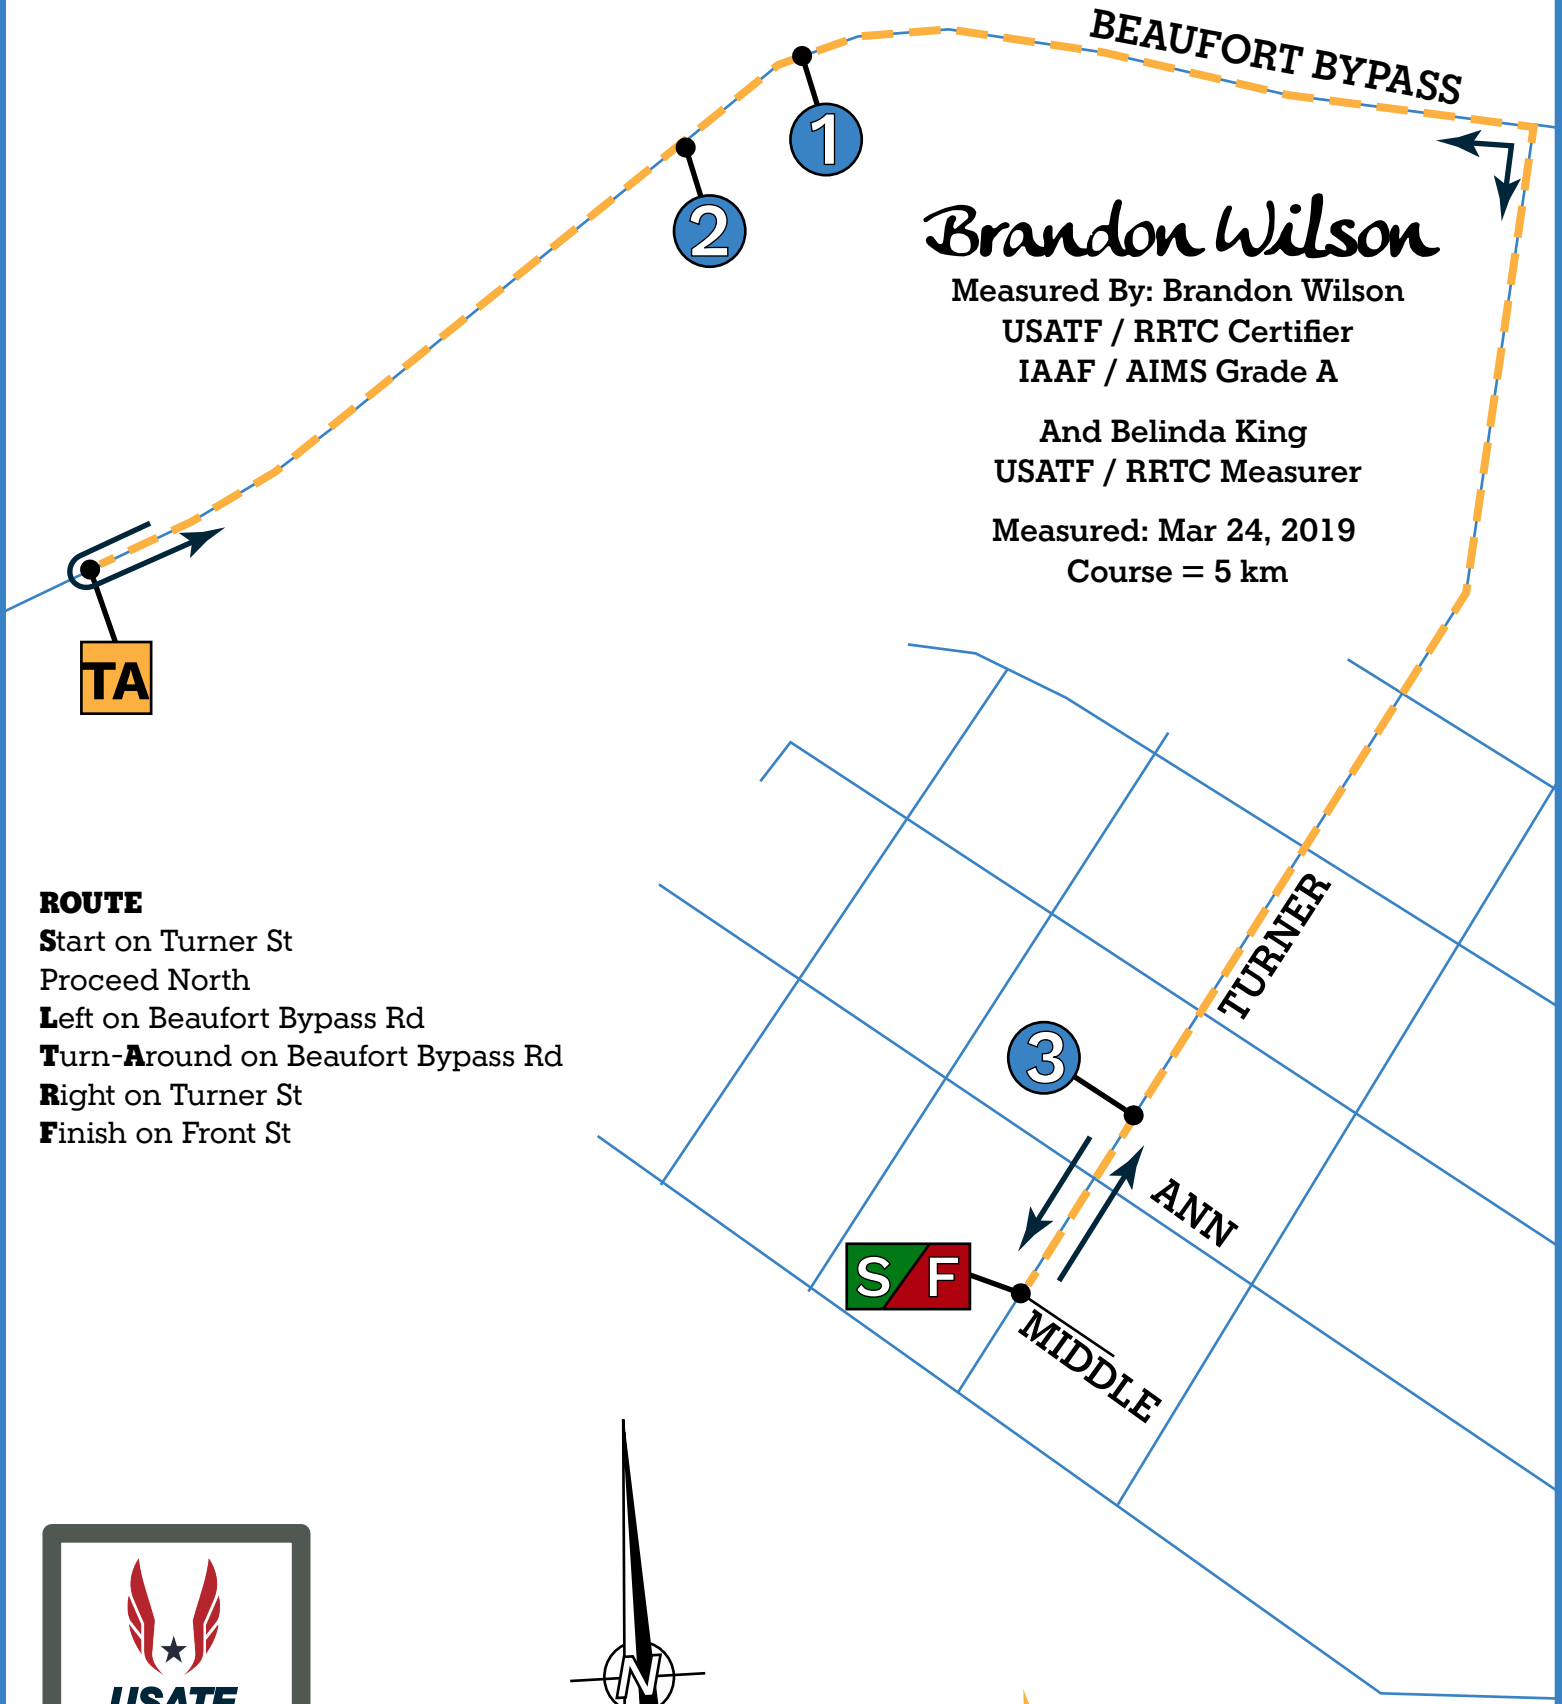 BEAUFORT BYPASS
1
2
Brandon Wilson
Measured By: Brandon Wilson
USATF / RRTC Certifier
IAAF / AIMS Grade A
And Belinda King
USATF / RRTC Measurer
Measured: Mar 24, 2019
Course = 5 km
TA
TURNER
ROUTE
Start on Turner St
Proceed North
Left on Beaufort Bypass Rd
Turn-Around on Beaufort Bypass Rd
Right on Turner St
Finish on Front St
3
ANN
S/F
MIDDLE
N
USATF